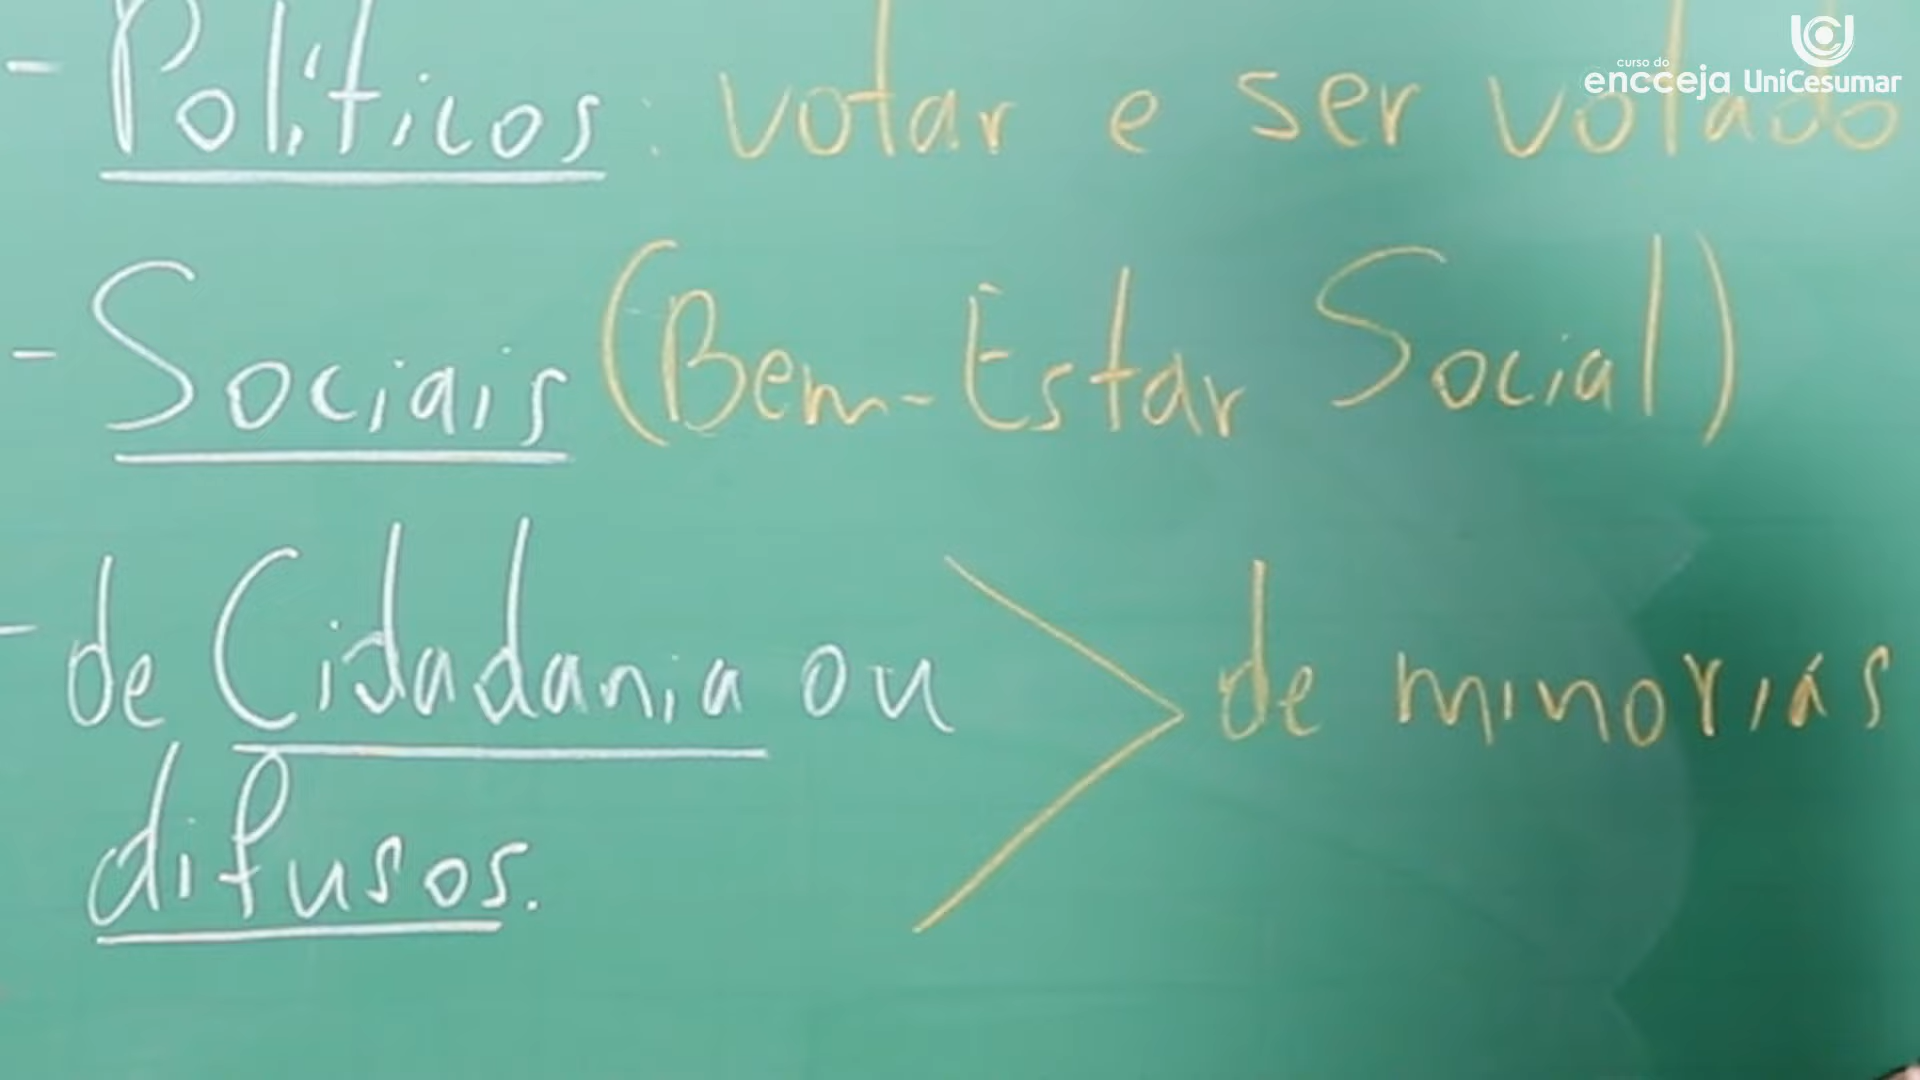 curso do
encceja UniCesumar
- Políticos: votar e ser votado
- Sociais (Bem-Estar Social)
- de Cidadania ou
difusos. > de minorias